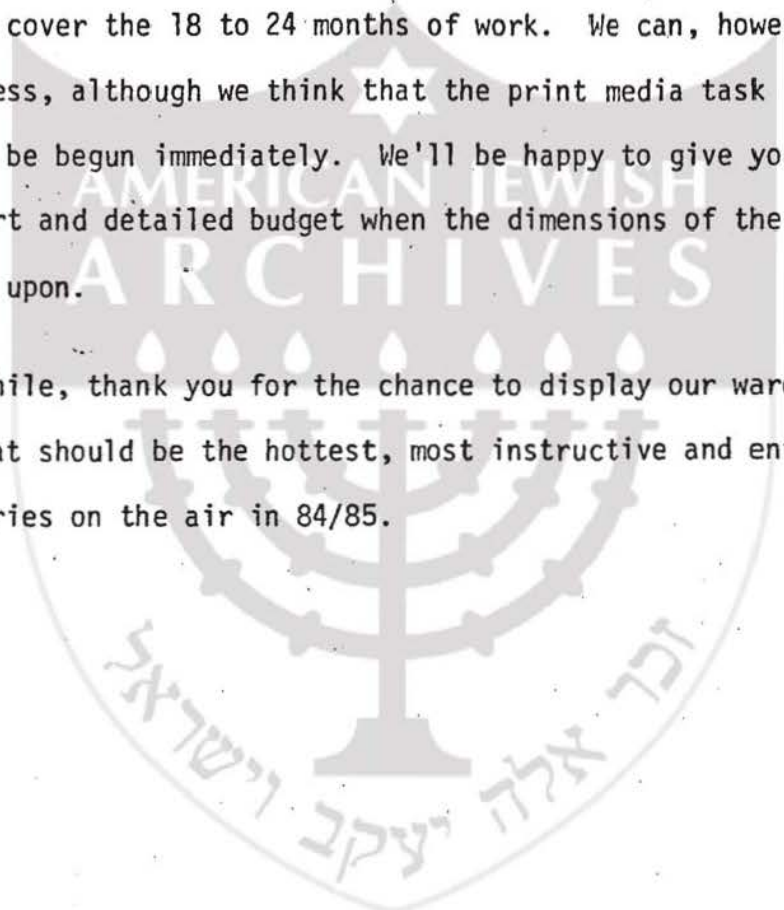 cover the 18 to 24 months of work. We can, howe
ess, although we think that the print media task
be begun immediately. We'll be happy to give yo
rt and detailed budget when the dimensions of the
upon.
AMERICAN JEWISH
ARCHIVES
ile, thank you for the chance to display our ware
at should be the hottest, most instructive and en
ries on the air in 84/85.
זכר אלה יעקב וישראל